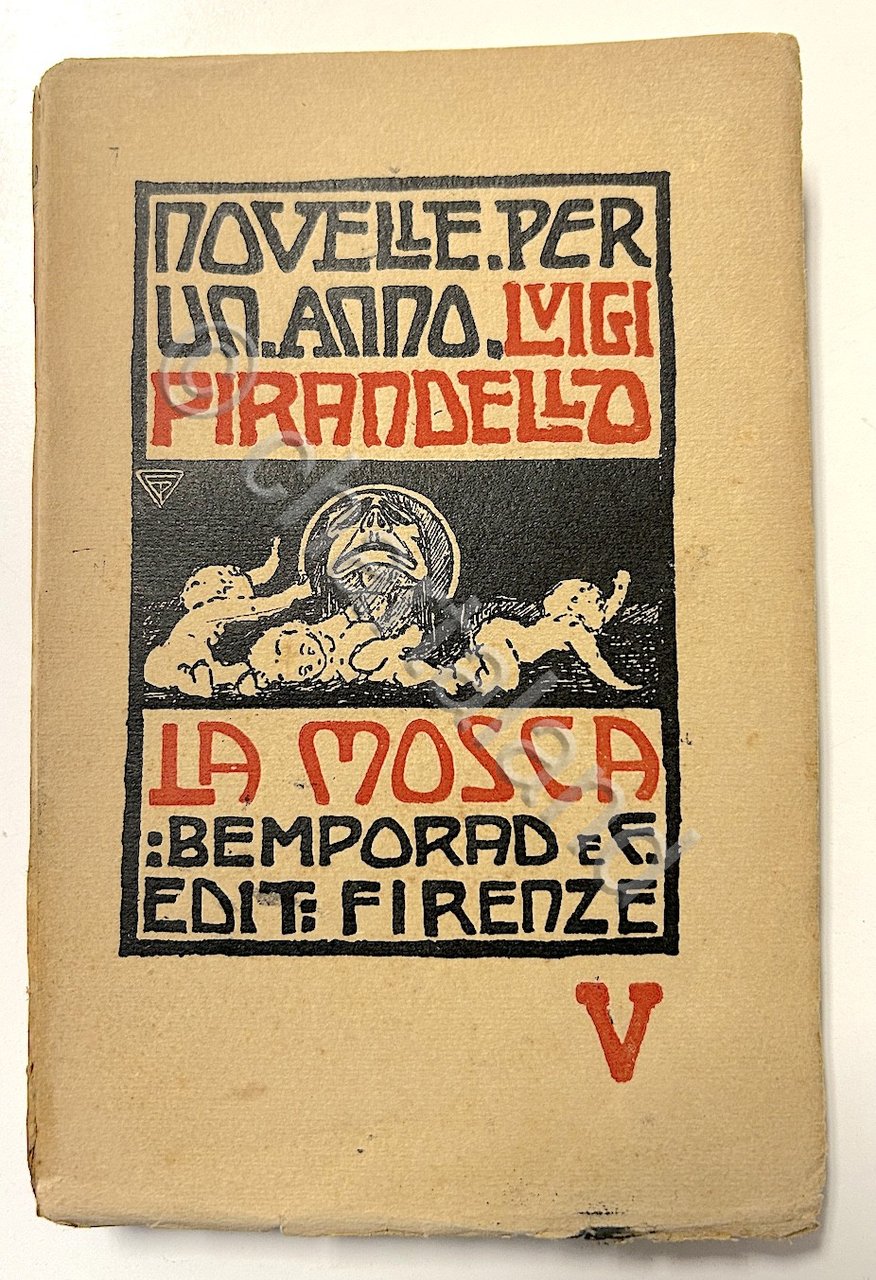 NOVELLE.PER
UN.ANNO.LUIGI
PIRANDELLO
LA MOSCA
:BEMPORAD E C.
EDIT: FIRENZE
V